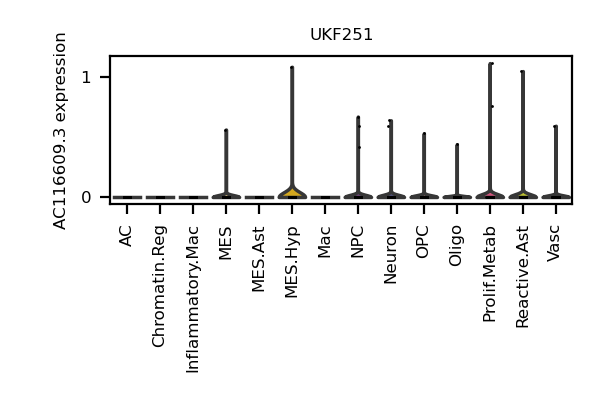 UKF251
AC116609.3 expression
1
0
AC
Chromatin.Reg
Inflammatory.Mac
MES
MES.Ast
MES.Hyp
Mac
NPC
Neuron
OPC
Oligo
Prolif.Metab
Reactive.Ast
Vasc